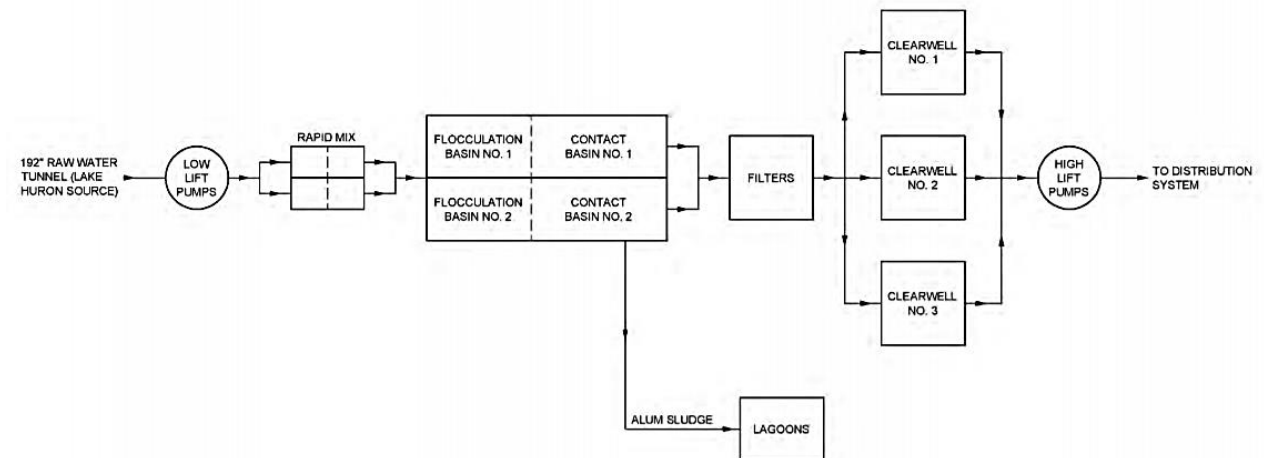 192" RAW WATER
TUNNEL (LAKE
HURON SOURCE)
LOW
LIFT
PUMPS
RAPID MIX
FLOCCULATION
BASIN NO. 1
CONTACT
BASIN NO. 1
FLOCCULATION
BASIN NO. 2
CONTACT
BASIN NO. 2
FILTERS
CLEARWELL
NO. 1
CLEARWELL
NO. 2
CLEARWELL
NO. 3
HIGH
LIFT
PUMPS
TO DISTRIBUTION
SYSTEM
ALUM SLUDGE
LAGOONS